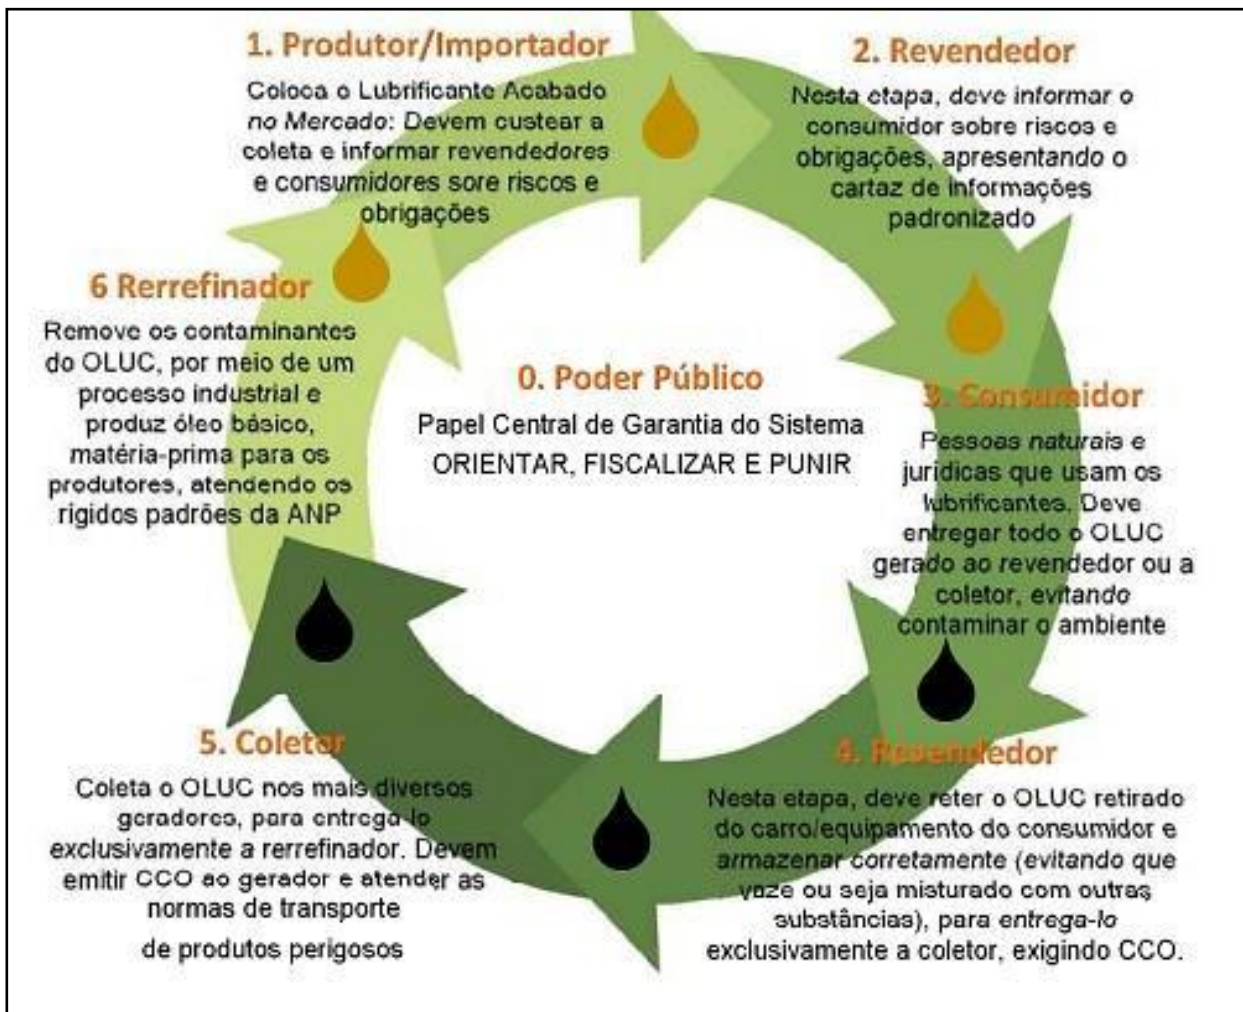 1. Produtor/Importador
Coloca o Lubrificante Acabado
no Mercado: Devem custear a
coleta e informar revendedores
e consumidores sore riscos e
obrigações
2. Revendedor
Nesta etapa, deve informar o
consumidor sobre riscos e
obrigações, apresentando o
cartaz de informações
padronizado
6 Rerrefinador
Remove os contaminantes
do OLUC, por meio de um
processo industrial e
produz óleo básico,
matéria-prima para os
produtores, atendendo os
rígidos padrões da ANP
0. Poder Público
Papel Central de Garantia do Sistema
ORIENTAR, FISCALIZAR E PUNIR
3. Consumidor
Pessoas naturais e
jurídicas que usam os
lubrificantes. Deve
entregar todo o OLUC
gerado ao revendedor ou a
coletor, evitando
contaminar o ambiente
5. Coletor
Coleta o OLUC nos mais diversos
geradores, para entrega-lo
exclusivamente a rerrefinador. Devem
emitir CCO ao gerador e atender as
normas de transporte
de produtos perigosos
4. Revendedor
Nesta etapa, deve reter o OLUC retirado
do carro/equipamento do consumidor e
armazenar corretamente (evitando que
vaze ou seja misturado com outras
substâncias), para entrega-lo
exclusivamente a coletor, exigindo CCO.